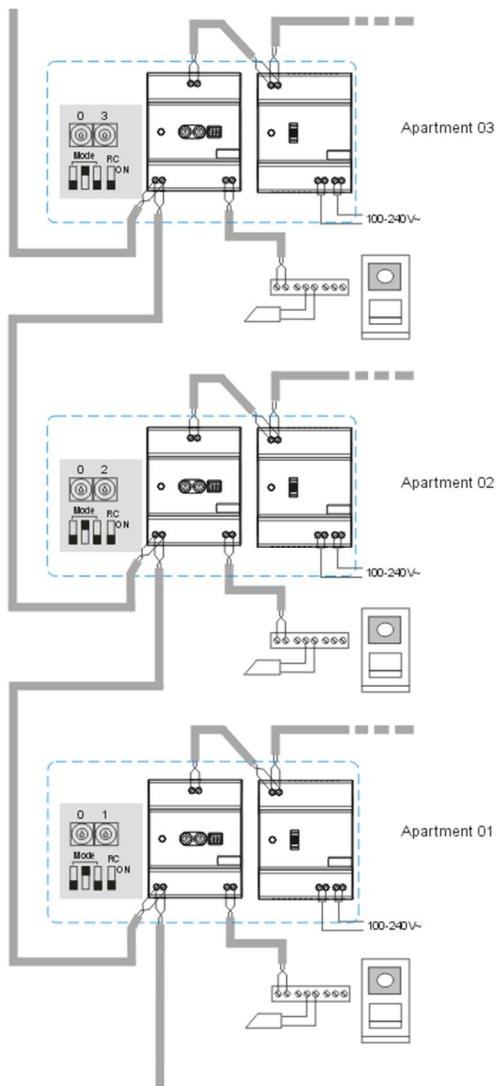 Apartment 03
0 3
Mode RC
ON
100-240V~
Apartment 02
0 2
Mode RC
ON
100-240V~
Apartment 01
0 1
Mode RC
ON
100-240V~